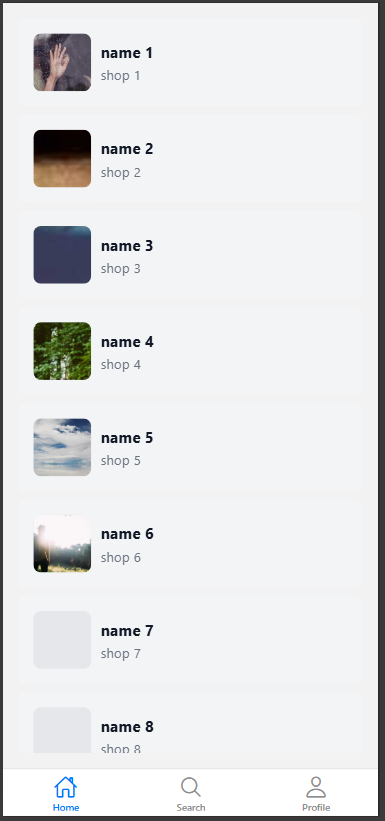 name 1
shop 1
name 2
shop 2
name 3
shop 3
name 4
shop 4
name 5
shop 5
name 6
shop 6
name 7
shop 7
name 8
shop 8
Home
Search
Profile